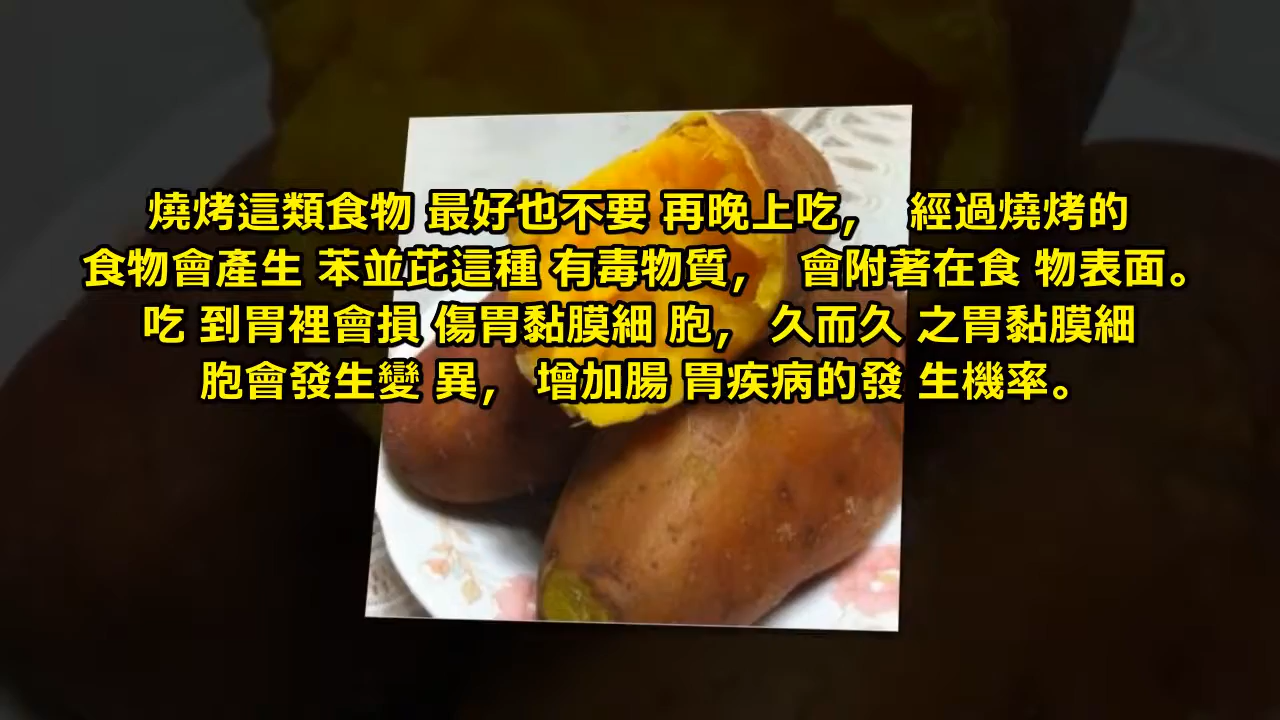 燒烤這類食物 最好也不要 再晚上吃， 經過燒烤的
食物會產生 苯並芘這種 有毒物質， 會附著在食 物表面。
吃 到胃裡會損 傷胃黏膜細 胞， 久而久 之胃黏膜細
胞會發生變 異， 增加腸 胃疾病的發 生機率。